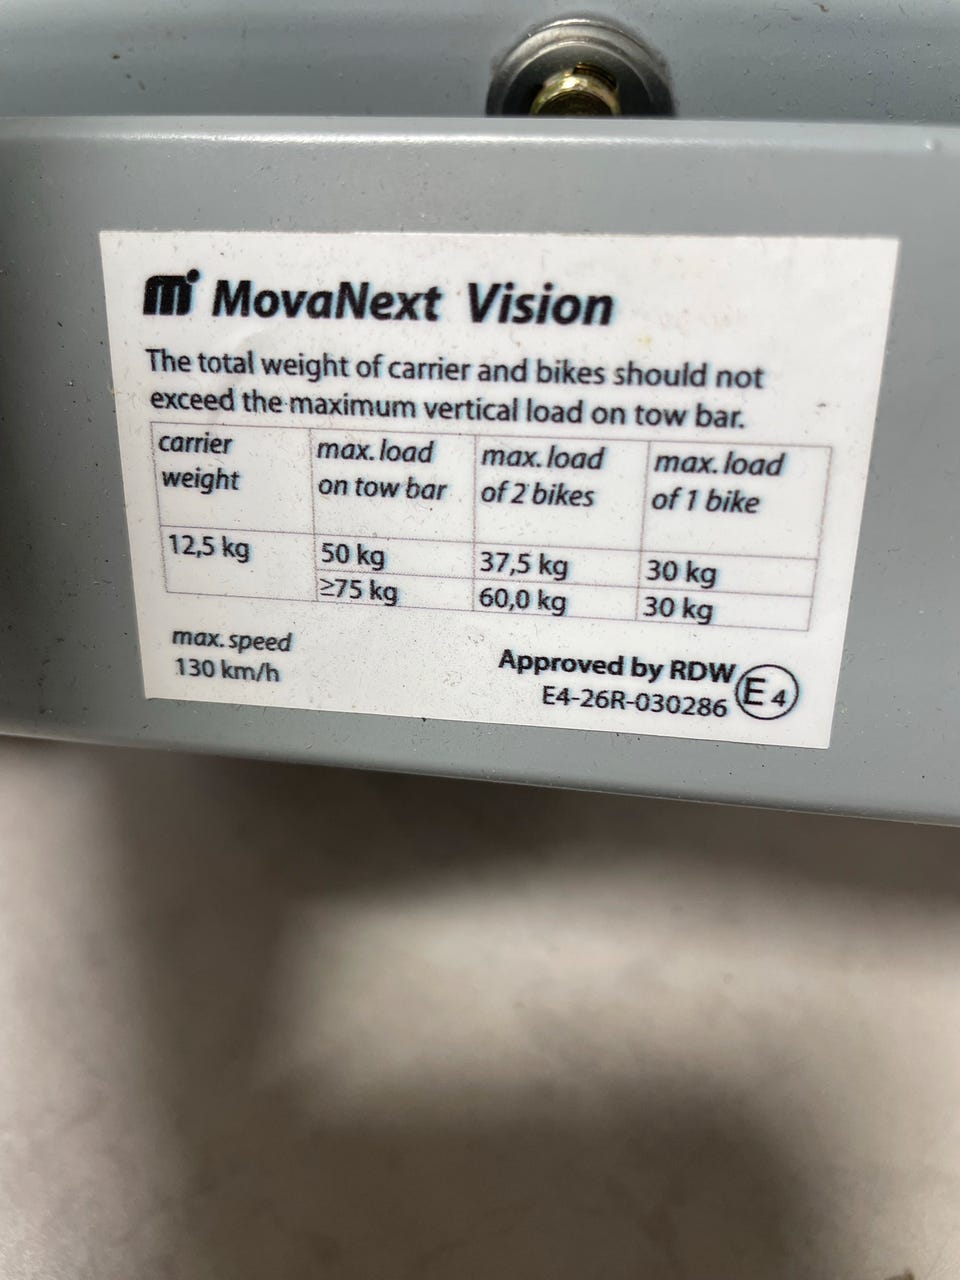 mi MovaNext Vision
The total weight of carrier and bikes should not
exceed the maximum vertical load on tow bar.
carrier weight max. load on tow bar max. load of 2 bikes max. load of 1 bike
12,5 kg 50 kg 37,5 kg 30 kg
≥75 kg 60,0 kg 30 kg
max. speed
130 km/h
Approved by RDW
E4-26R-030286
E4